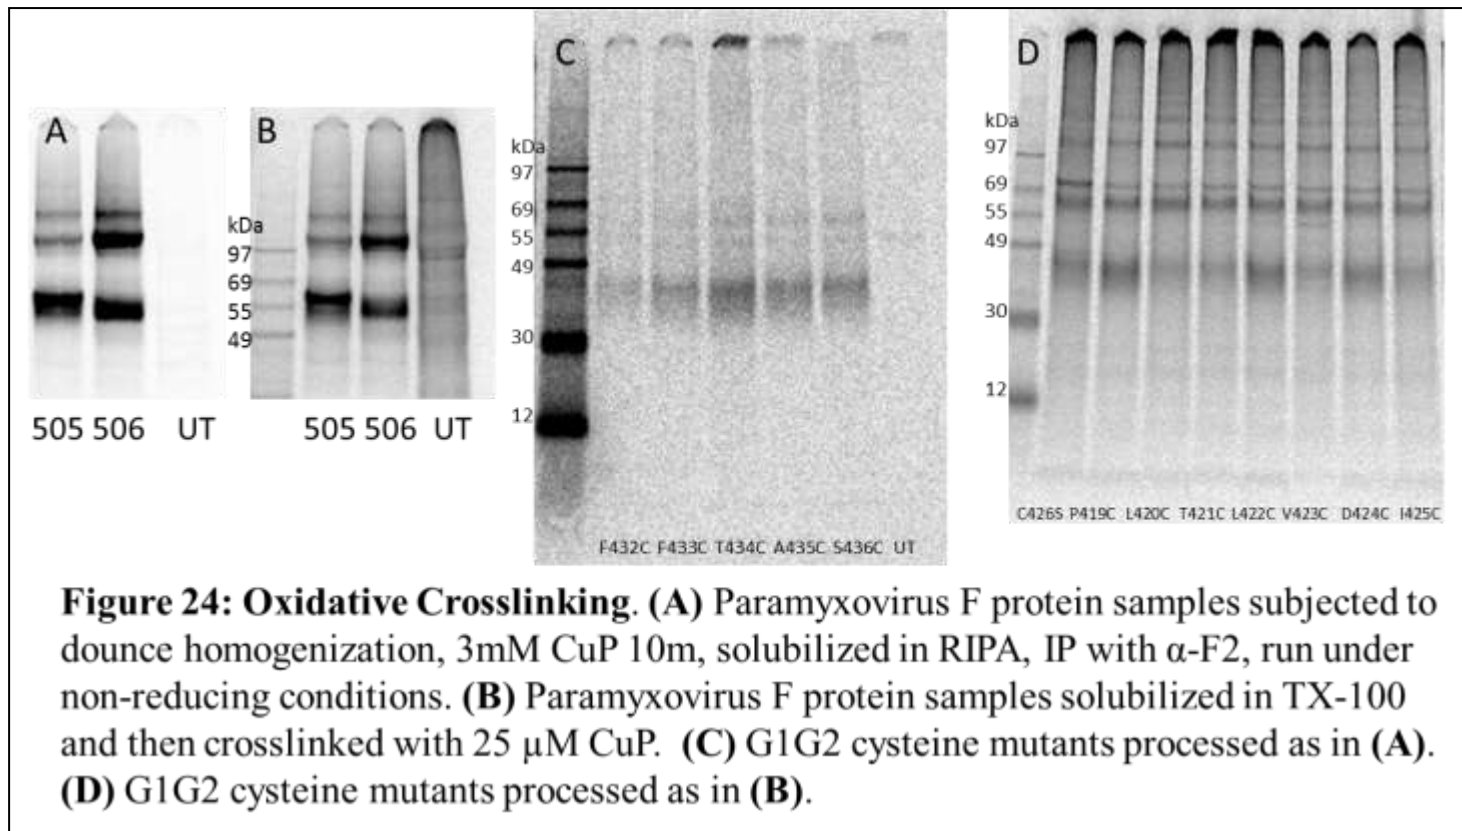 A
505 506 UT
B
kDa
97
69
55
49
505 506 UT
C
kDa
97
69
55
49
30
12
F432C F433C T434C A435C S436C UT
D
kDa
97
69
55
49
30
12
C426S P419C L420C T421C L422C V423C D424C I425C
Figure 24: Oxidative Crosslinking. (A) Paramyxovirus F protein samples subjected to
dounce homogenization, 3mM CuP 10m, solubilized in RIPA, IP with α-F2, run under
non-reducing conditions. (B) Paramyxovirus F protein samples solubilized in TX-100
and then crosslinked with 25 µM CuP. (C) G1G2 cysteine mutants processed as in (A).
(D) G1G2 cysteine mutants processed as in (B).